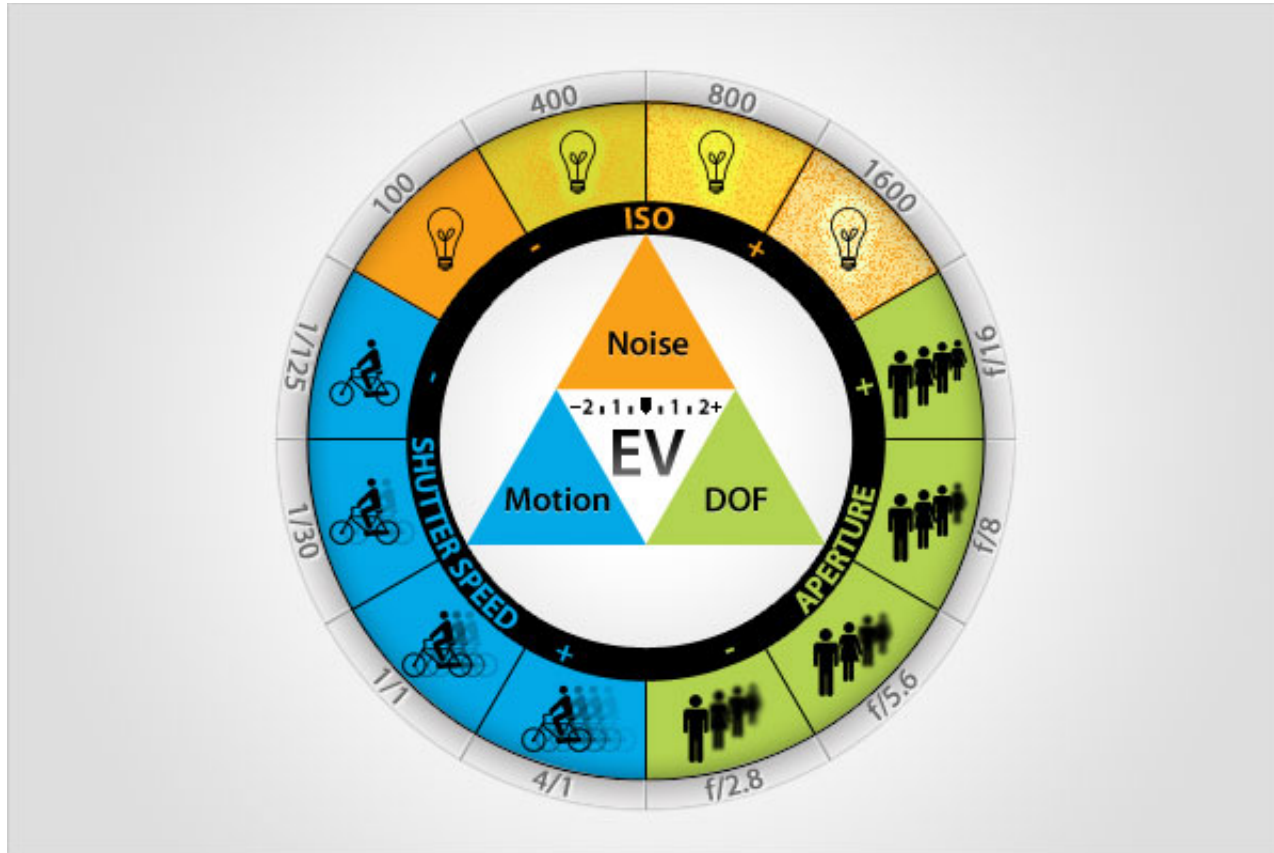 400
800
100
1600
ISO
-
+
1/125
f/16
-
+
Noise
-2 1 1 2+
EV
Motion
DOF
SHUTTER SPEED
APERTURE
1/30
f/8
+
-
1/1
f/5.6
4/1
f/2.8